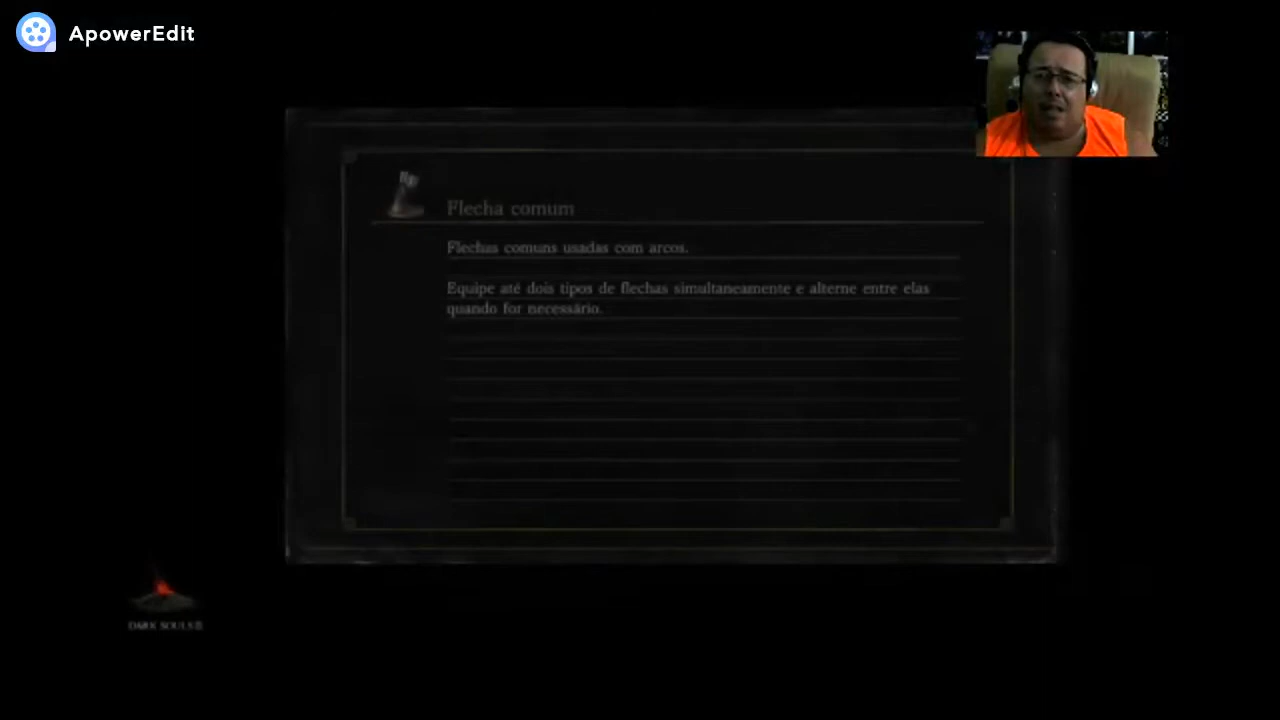 ApowerEdit
Flecha comum
Flechas comuns usadas com arcos.
Equipe até dois tipos de flechas simultaneamente e alterne entre elas
quando for necessário.
DARK SOULS III